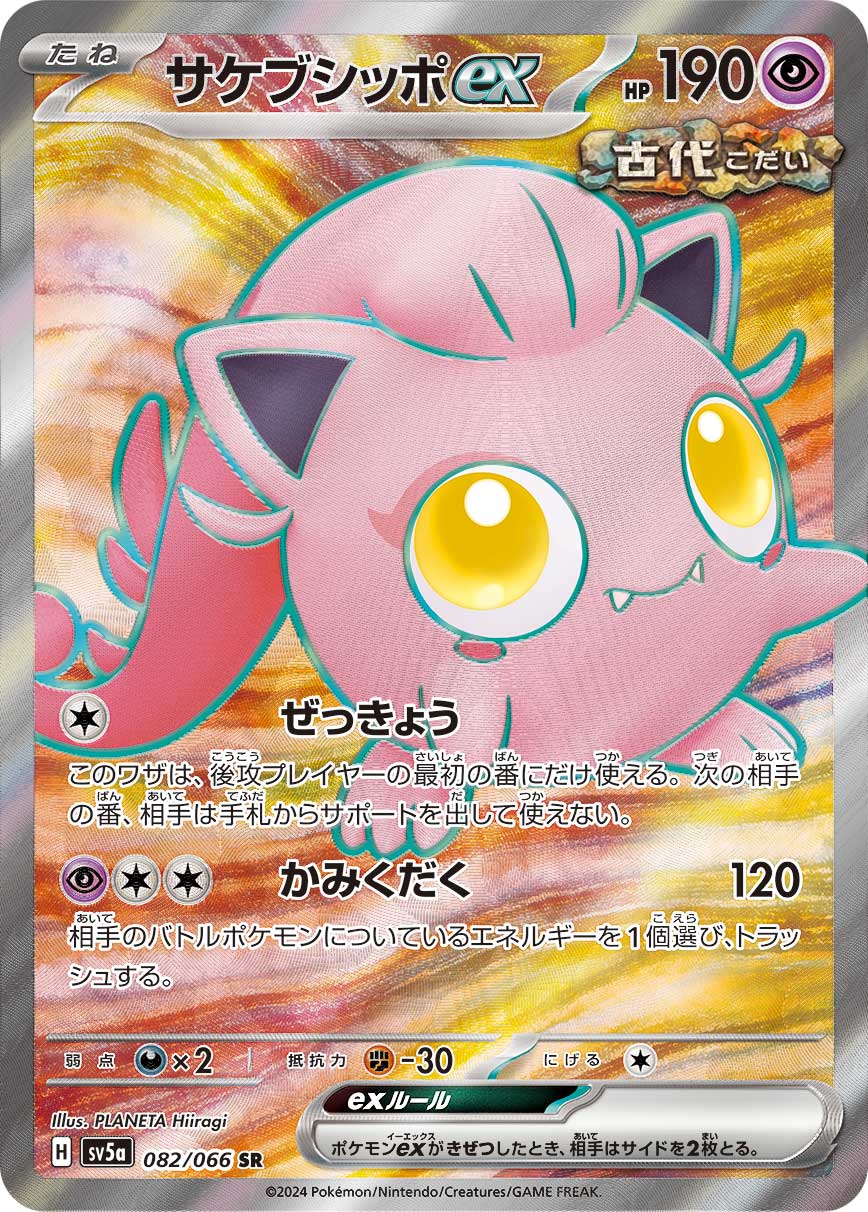 たね サケブシッポex HP190
古代 こだい
ぜっきょう
このワザは、後攻プレイヤーの最初の番にだけ使える。次の相手
の番、相手は手札からサポートを出して使えない。
かみくだく 120
相手のバトルポケモンについているエネルギーを1個選び、トラッ
シュする。
弱点 ×2 抵抗力 -30 にげる
exルール
ポケモンexがきぜつしたとき、相手はサイドを2枚とる。
Illus. PLANETA Hiiragi
H sv5a 082/066 SR
©2024 Pokémon/Nintendo/Creatures/GAME FREAK.